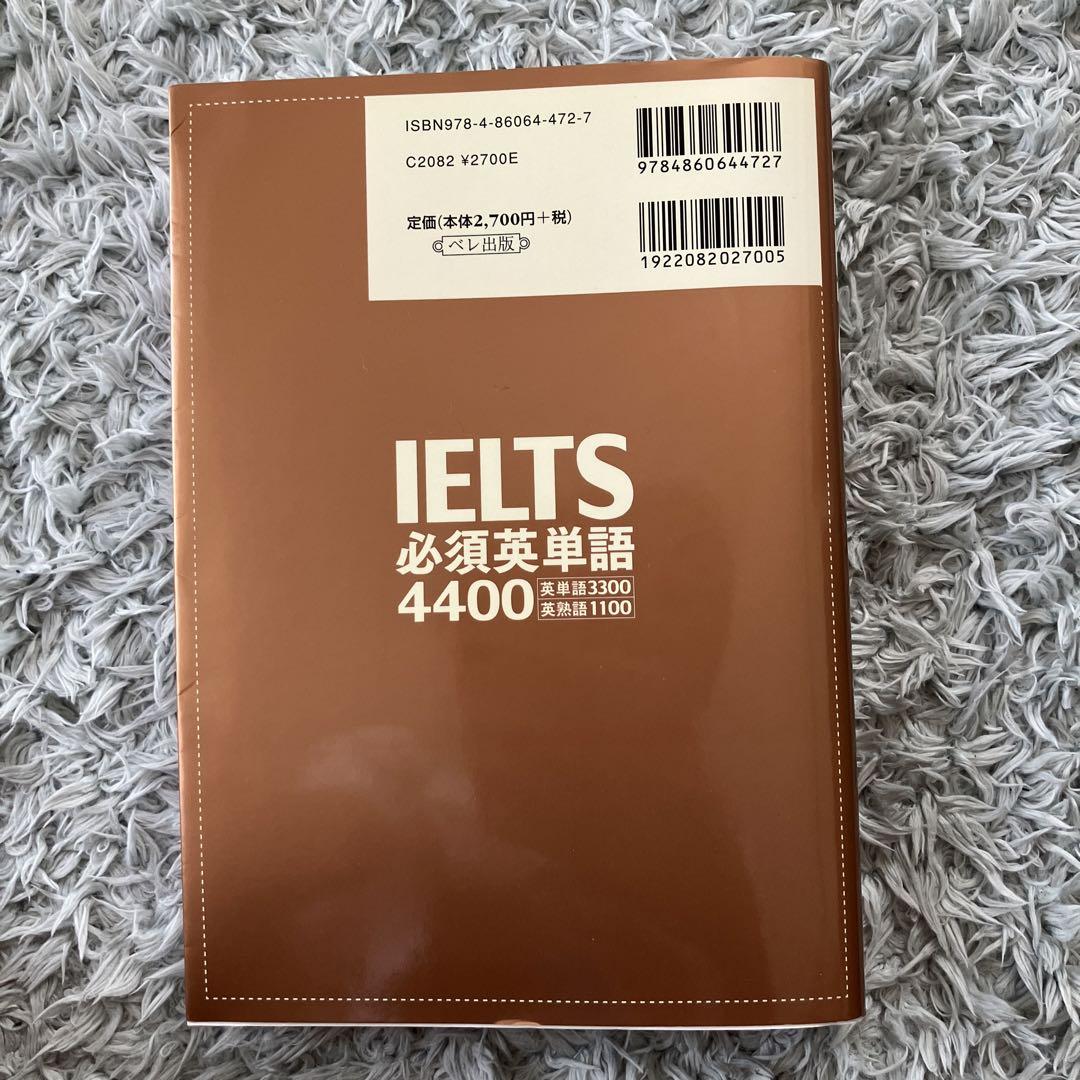 ISBN978-4-86064-472-7
C2082 ¥2700E
定価(本体2,700円+税)
ベレ出版
9784860644727
1922082027005
IELTS
必須英単語
4400
英単語3300
英熟語1100